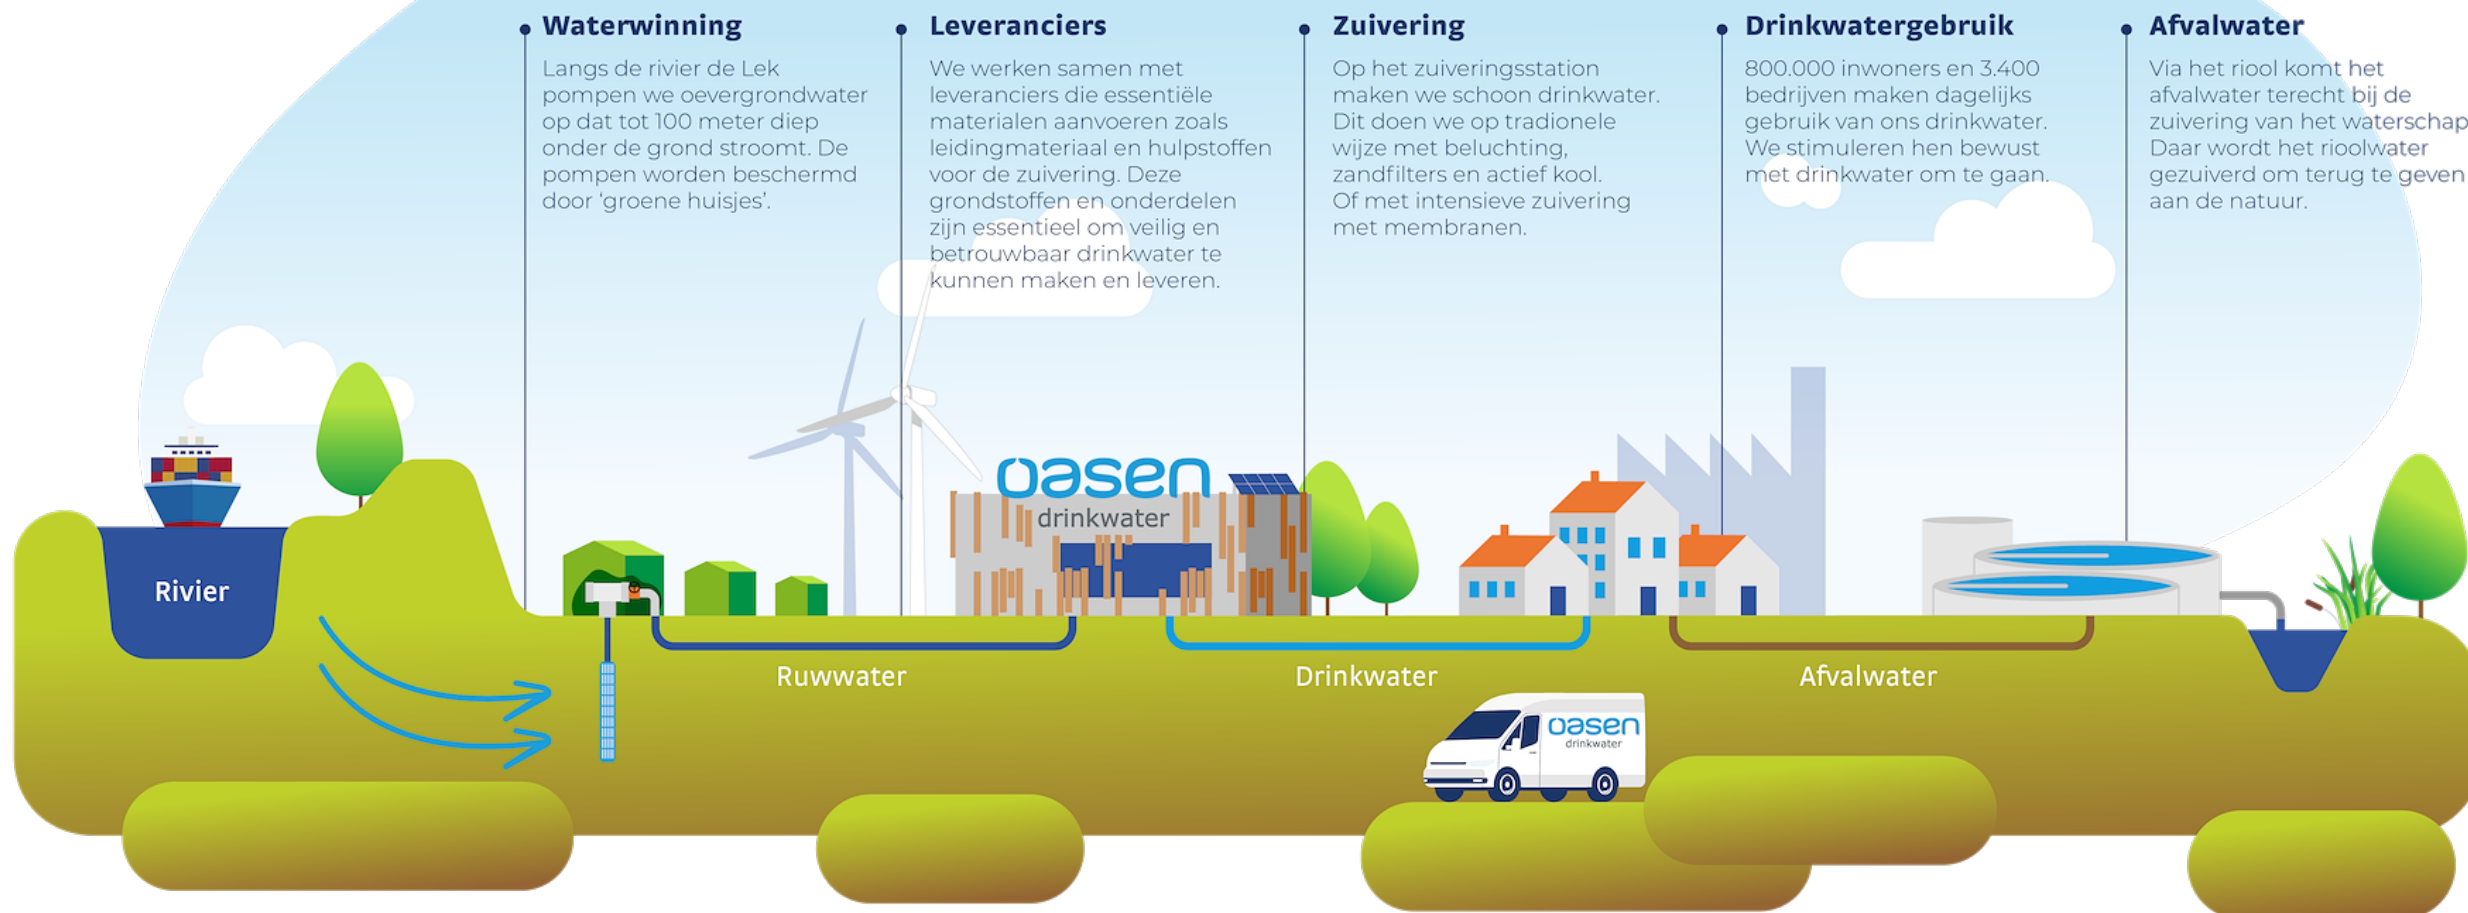 Waterwinning
Langs de rivier de Lek
pompen we oevergrondwater
op dat tot 100 meter diep
onder de grond stroomt. De
pompen worden beschermd
door ‘groene huisjes’.
Leveranciers
We werken samen met
leveranciers die essentiële
materialen aanvoeren zoals
leidingmateriaal en hulpstoffen
voor de zuivering. Deze
grondstoffen en onderdelen
zijn essentieel om veilig en
betrouwbaar drinkwater te
kunnen maken en leveren.
Zuivering
Op het zuiveringsstation
maken we schoon drinkwater.
Dit doen we op tradionele
wijze met beluchting,
zandfilters en actief kool.
Of met intensieve zuivering
met membranen.
Drinkwatergebruik
800.000 inwoners en 3.400
bedrijven maken dagelijks
gebruik van ons drinkwater.
We stimuleren hen bewust
met drinkwater om te gaan.
Afvalwater
Via het riool komt het
afvalwater terecht bij de
zuivering van het waterschap
Daar wordt het rioolwater
gezuiverd om terug te geven
aan de natuur.
oasen
drinkwater
Rivier
Ruwwater
Drinkwater
Afvalwater
oasen
drinkwater